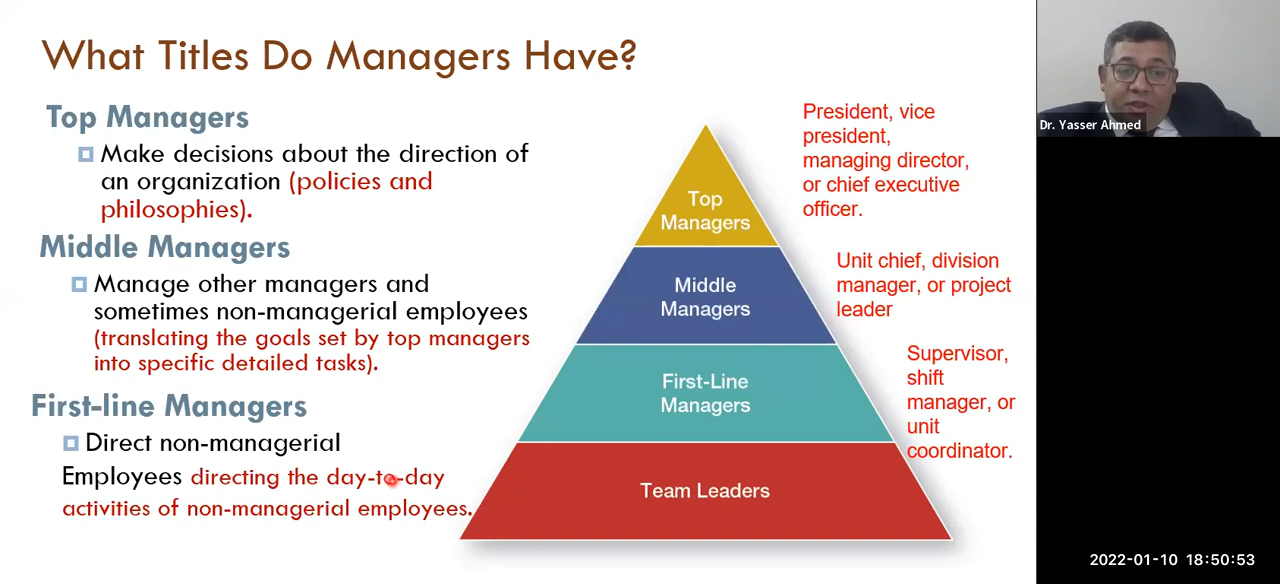 What Titles Do Managers Have?
Top Managers
Make decisions about the direction of
an organization (policies and
philosophies).
Middle Managers
Manage other managers and
sometimes non-managerial employees
(translating the goals set by top managers
into specific detailed tasks).
First-line Managers
Direct non-managerial
Employees directing the day-to-day
activities of non-managerial employees.
Top
Managers
Middle
Managers
First-Line
Managers
Team Leaders
President, vice
president,
managing director,
or chief executive
officer.
Unit chief, division
manager, or project
leader
Supervisor,
shift
manager, or
unit
coordinator.
Dr. Yasser Ahmed
2022-01-10 18:50:53